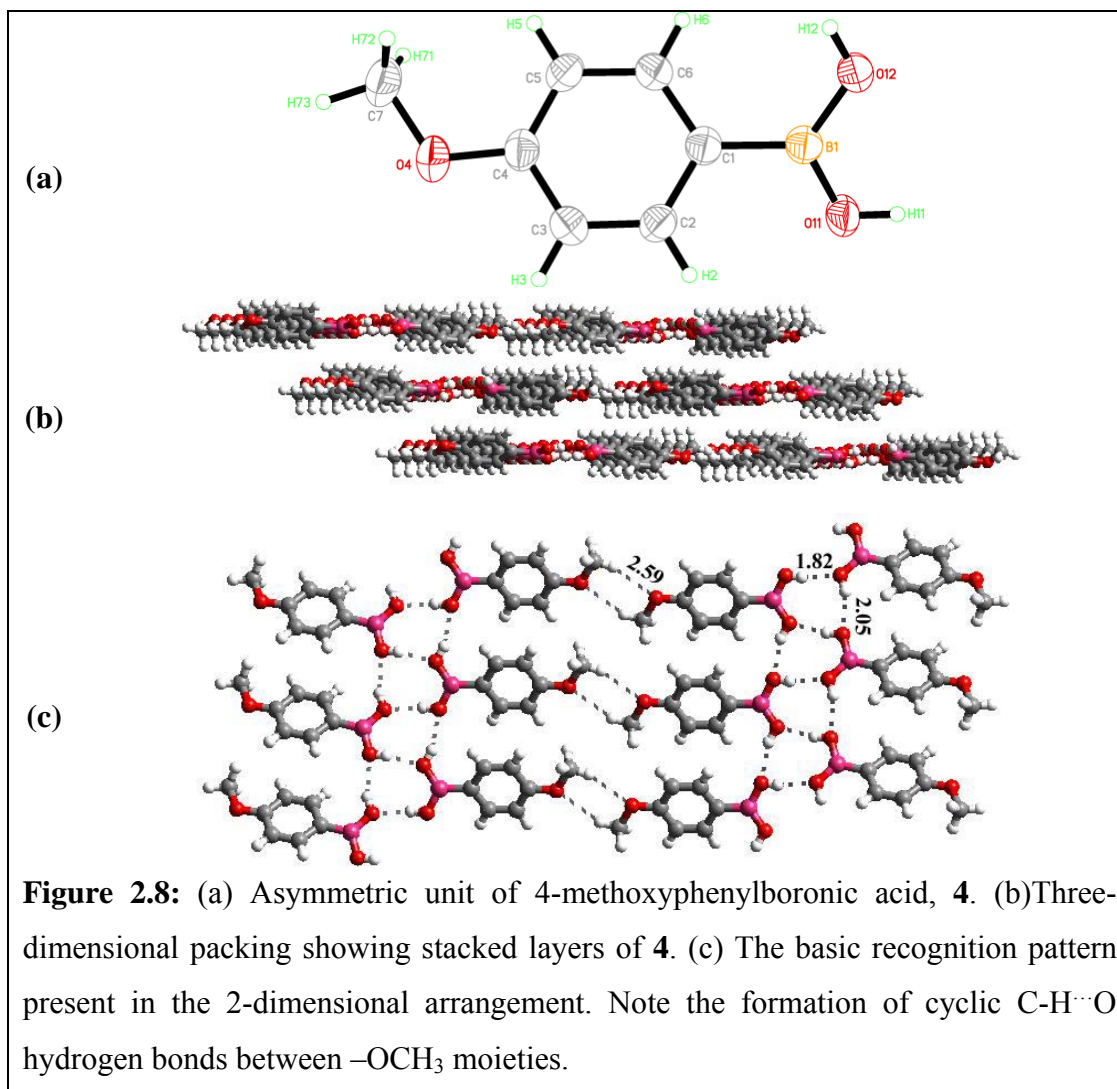 H72
H71
H73
C7
O4
H5
C5
C6
H6
H12
O12
C4
C1
B1
C3
C2
O11
H11
H3
H2
(a)
(b)
(c)
2.59
1.82
2.05
Figure 2.8: (a) Asymmetric unit of 4-methoxyphenylboronic acid, 4. (b)Three-
dimensional packing showing stacked layers of 4. (c) The basic recognition pattern
present in the 2-dimensional arrangement. Note the formation of cyclic C-H···O
hydrogen bonds between –OCH₃ moieties.